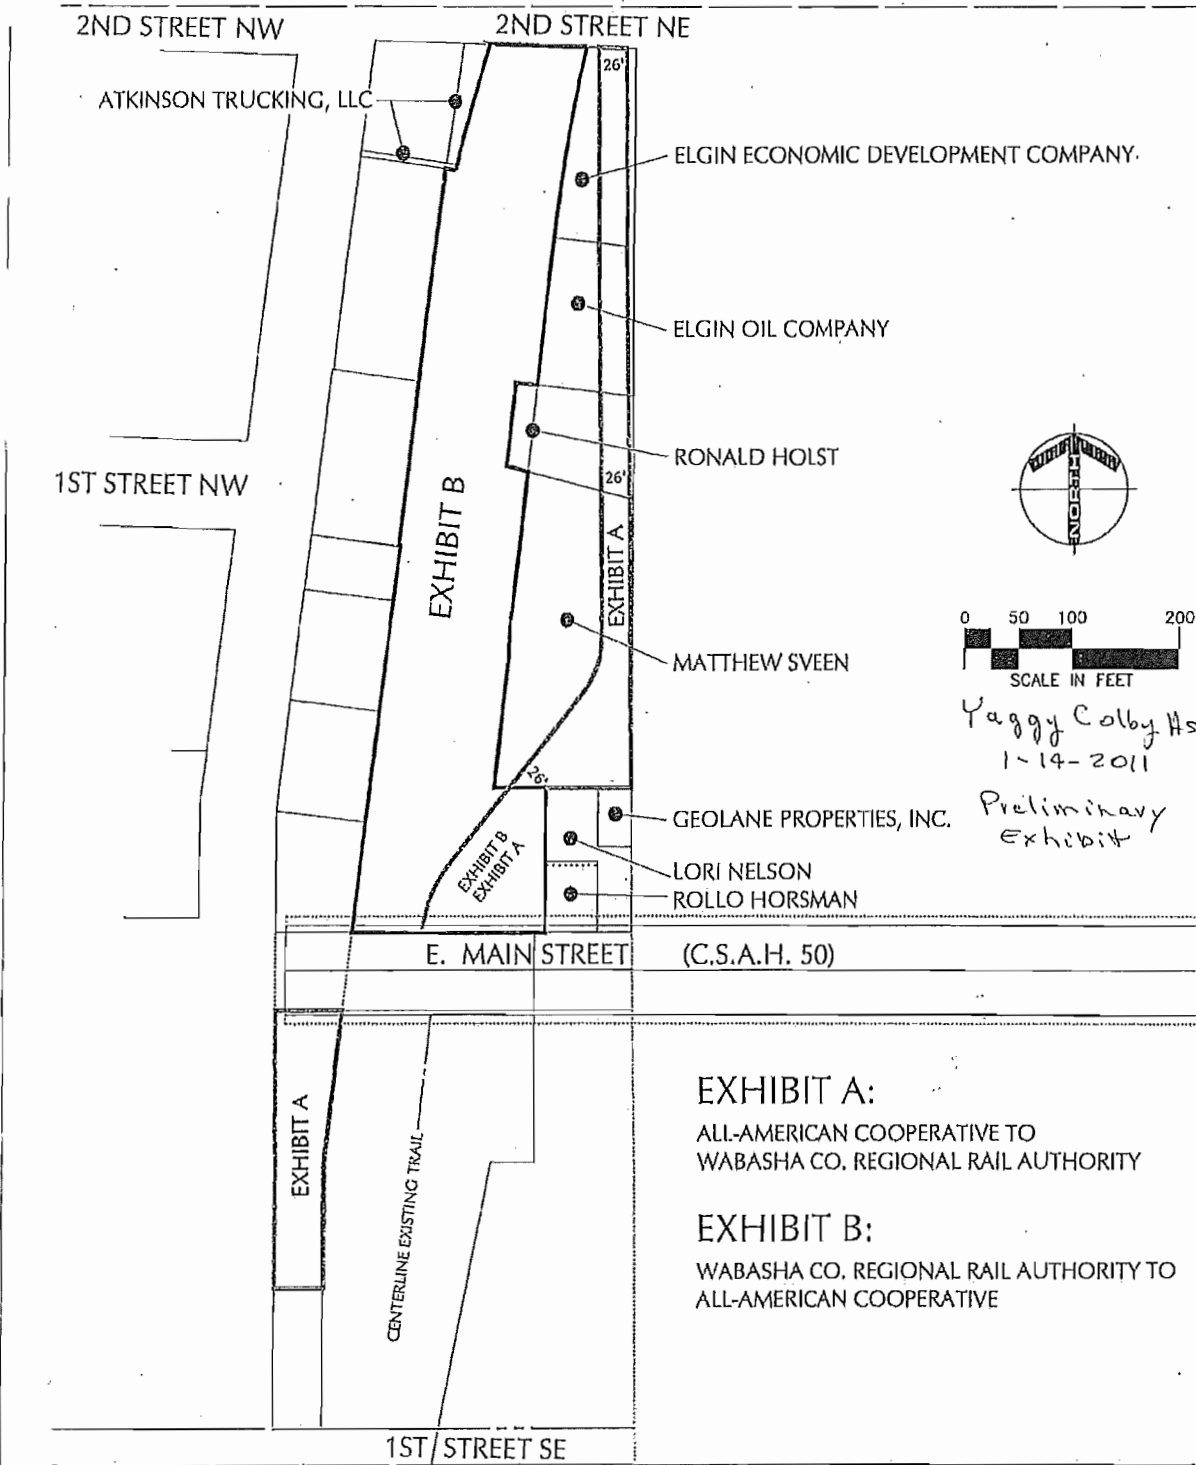 2ND STREET NW
2ND STREET NE
26'
ATKINSON TRUCKING, LLC
ELGIN ECONOMIC DEVELOPMENT COMPANY
ELGIN OIL COMPANY
RONALD HOLST
1ST STREET NW
26'
EXHIBIT B
EXHIBIT A
NORTH
MATTHEW SVEEN
0 50 100 200
SCALE IN FEET
Yaggy Colby As
1-14-2011
Preliminary
Exhibit
26'
GEOLANE PROPERTIES, INC.
LORI NELSON
ROLLO HORSMAN
EXHIBIT B
EXHIBIT A
E. MAIN STREET (C.S.A.H. 50)
EXHIBIT A
CENTERLINE EXISTING TRAIL
EXHIBIT A:
ALL-AMERICAN COOPERATIVE TO
WABASHA CO. REGIONAL RAIL AUTHORITY
EXHIBIT B:
WABASHA CO. REGIONAL RAIL AUTHORITY TO
ALL-AMERICAN COOPERATIVE
1ST STREET SE